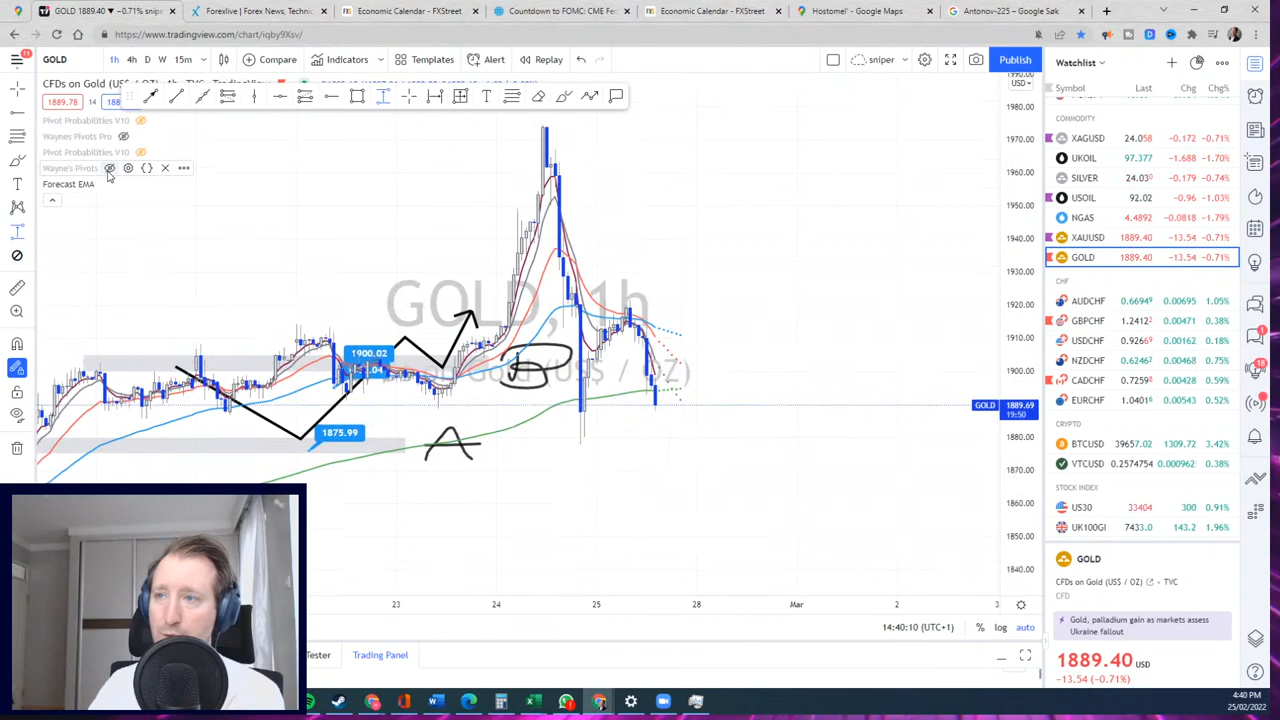 GOLD 1889.40 ▼ −0.71% sniper
Forexlive | Forex News, Technic
Economic Calendar - FXStreet
Countdown to FOMC: CME Fe
Economic Calendar - FXStreet
Hostomel' - Google Maps
Antonov-225 – Google Søk
https://www.tradingview.com/chart/iqby9Xsv/
11
GOLD
1h 4h D W 15m
Compare
Indicators
Templates
Alert
Replay
sniper
Publish
CFDs on Gold (US$ / OZ)
1889.78 14
Pivot Probabilities V10
Waynes Pivots Pro
Pivot Probabilities V10
Wayne's Pivots
Forecast EMA
GOLD, 1h
1900.02
1875.99
B
A
USD
1980.00
1970.00
1960.00
1950.00
1940.00
1930.00
1920.00
1910.00
1900.00
GOLD 1889.69
19:50
1880.00
1870.00
1860.00
1850.00
1840.00
23 24 25 28 Mar 2 3
14:40:10 (UTC+1) % log auto
Tester Trading Panel
Watchlist
Symbol Last Chg Chg%
COMMODITY
XAGUSD 24.058 −0.172 −0.71%
UKOIL 97.377 −1.688 −1.70%
SILVER 24.030 −0.179 −0.74%
USOIL 92.02 −0.96 −1.03%
NGAS 4.4892 −0.0818 −1.79%
XAUUSD 1889.40 −13.54 −0.71%
GOLD 1889.40 −13.54 −0.71%
CHF
AUDCHF 0.66949 0.00695 1.05%
GBPCHF 1.2412 0.00471 0.38%
USDCHF 0.92669 0.00162 0.18%
NZDCHF 0.62468 0.00238 0.38%
CADCHF 0.72598 0.00428 0.59%
EURCHF 1.04016 0.00543 0.52%
CRYPTO
BTCUSD 39657.02 1309.72 3.42%
VTCUSD 0.2574754 0.000962 0.38%
STOCK INDEX
US30 33404 300 0.91%
UK100GI 7433.0 143.2 1.96%
GOLD
CFDs on Gold (US$ / OZ) • TVC
CFD
Gold, palladium gain as markets assess
Ukraine fallout
1889.40 USD
−13.54 (−0.71%)
4:40 PM
25/02/2022